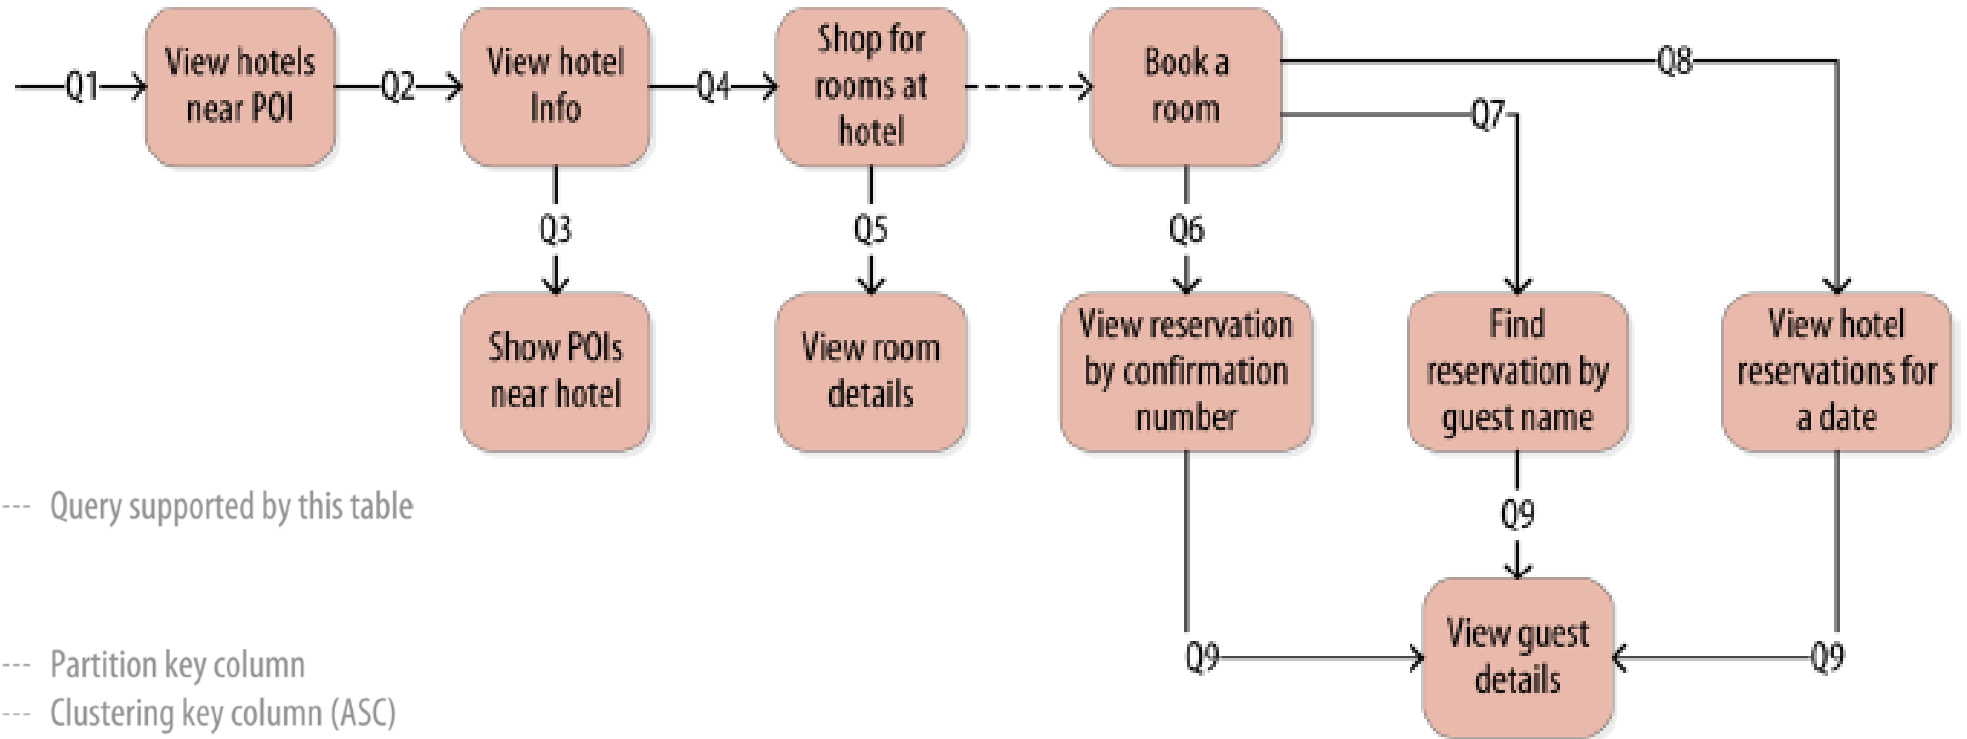 Q1
View hotels
near POI
Q2
View hotel
Info
Q4
Shop for
rooms at
hotel
Book a
room
Q8
Q7
Q3
Q5
Q6
Show POIs
near hotel
View room
details
View reservation
by confirmation
number
Find
reservation by
guest name
View hotel
reservations for
a date
--- Query supported by this table
Q9
Q9
View guest
details
Q9
--- Partition key column
--- Clustering key column (ASC)